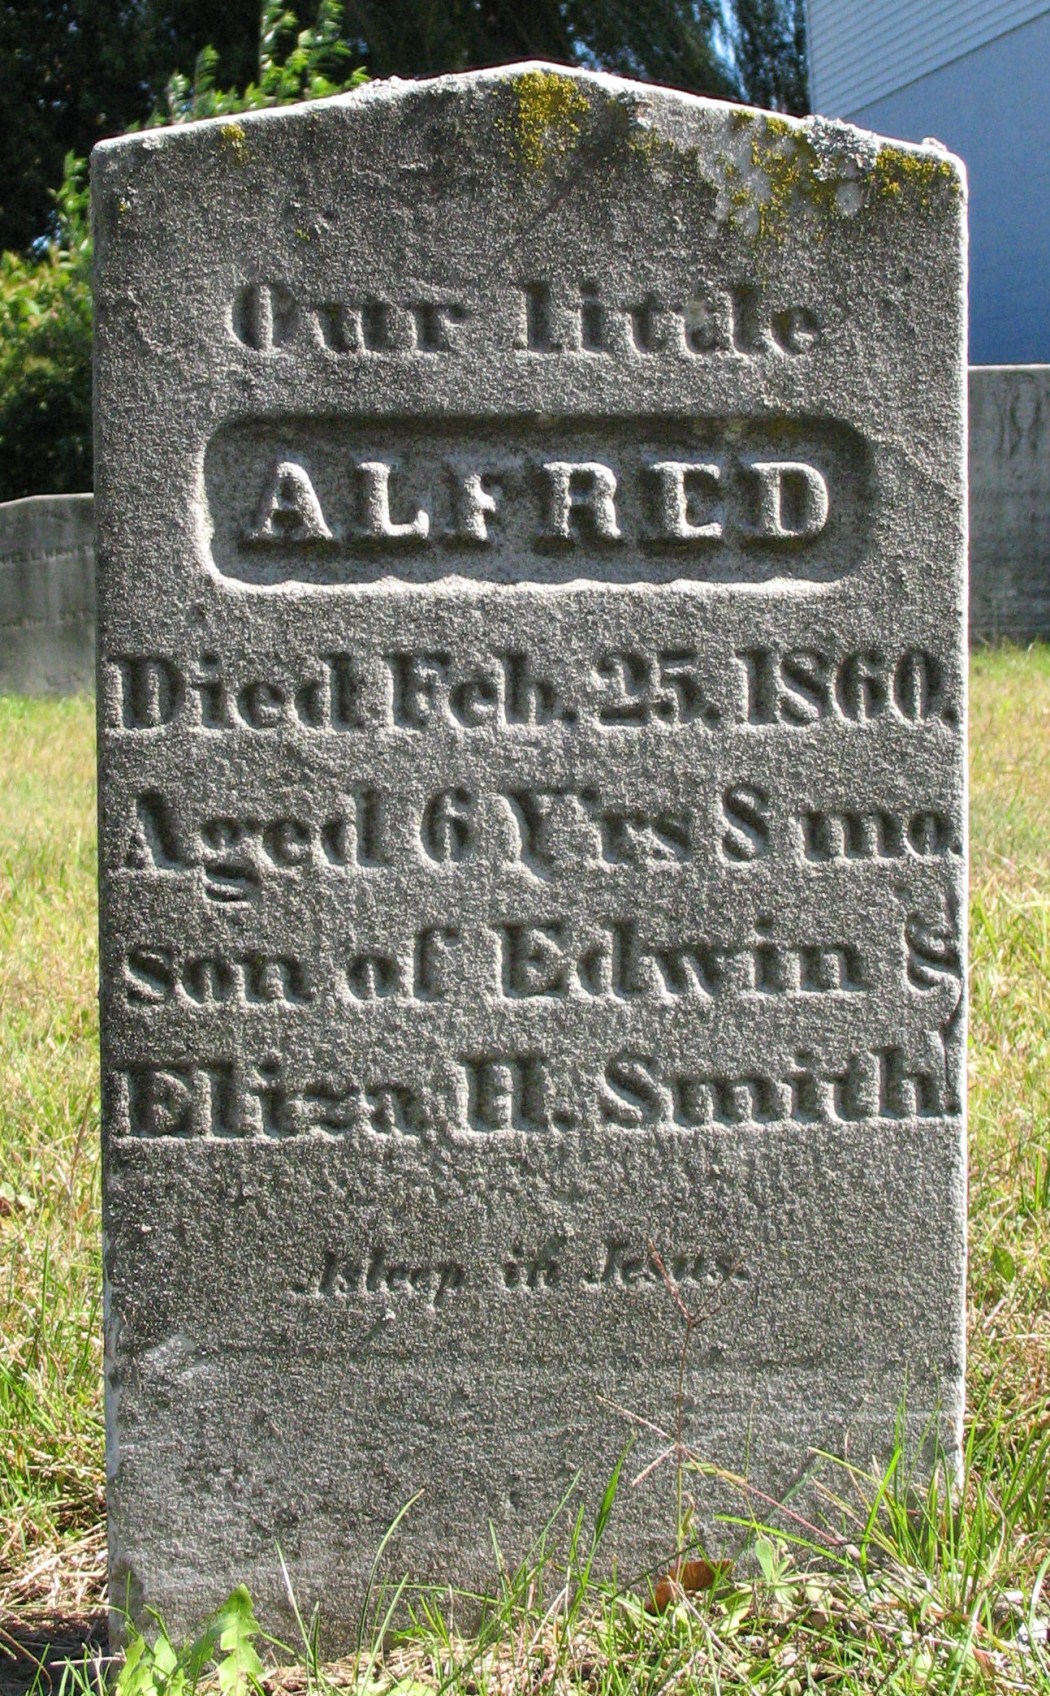 Our little
ALFRED
Died Feb. 25. 1860.
Aged 6 Yrs 8 mo.
Son of Edwin &
Eliza H. Smith.
Asleep in Jesus.